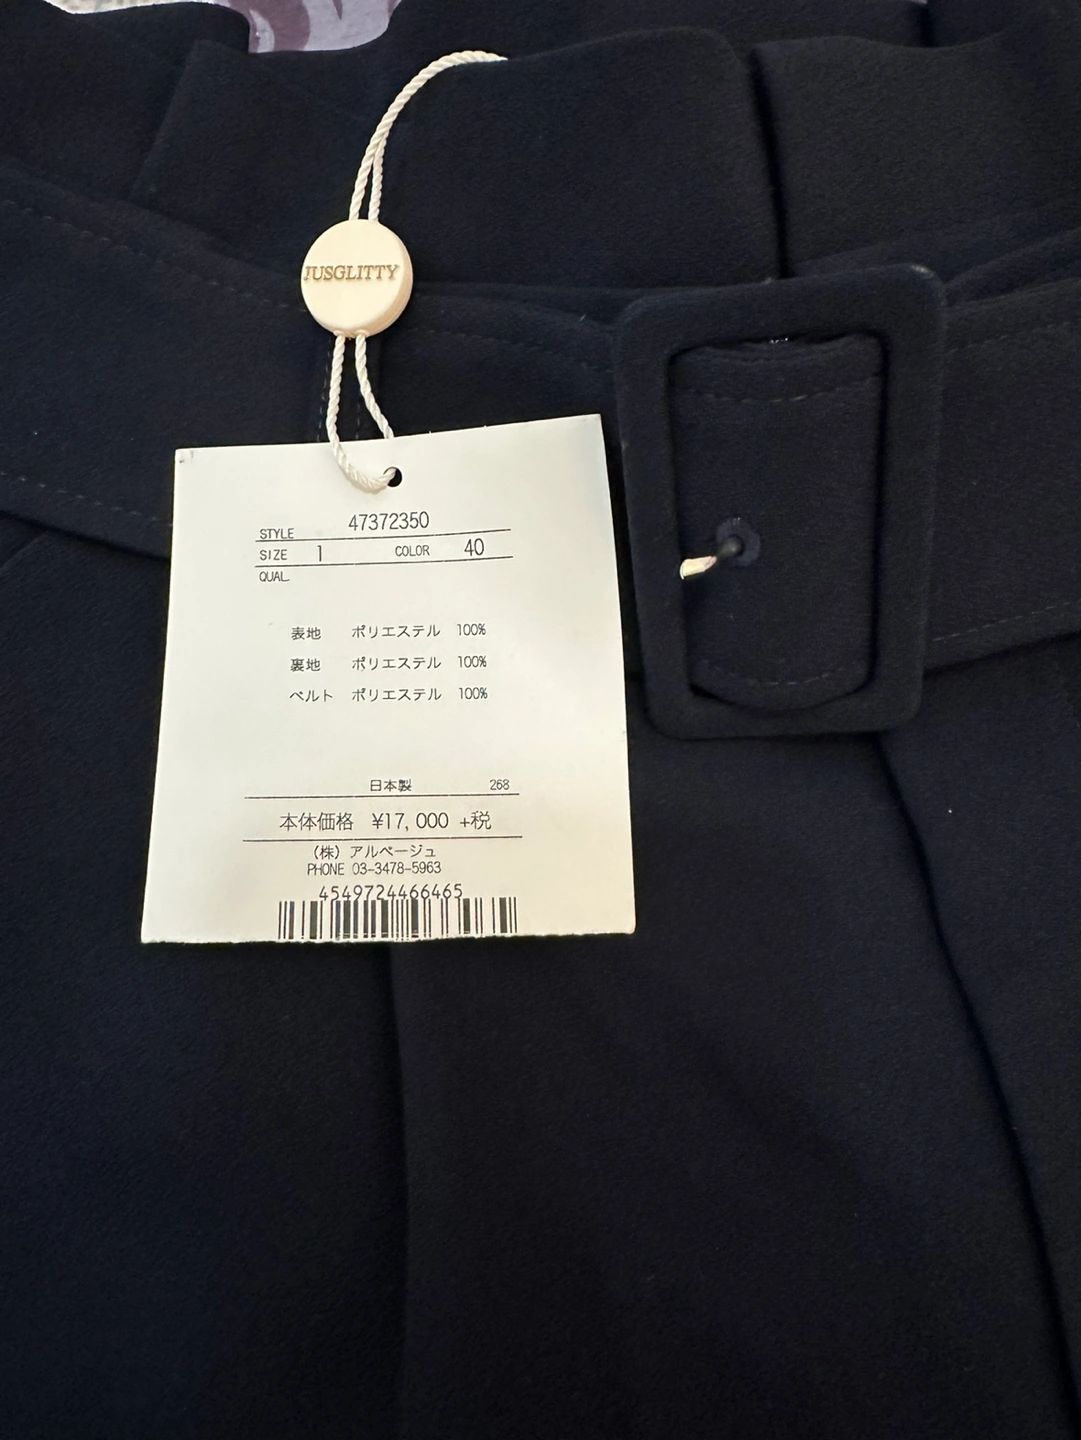 JUSGLITTY
STYLE 47372350
SIZE 1 COLOR 40
QUAL.
表地 ポリエステル 100%
裏地 ポリエステル 100%
ベルト ポリエステル 100%
日本製 268
本体価格 ¥17,000 +税
(株) アルページュ
PHONE 03-3478-5963
4549724466465